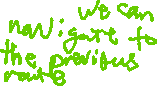 we can
navigate to
the previous
route